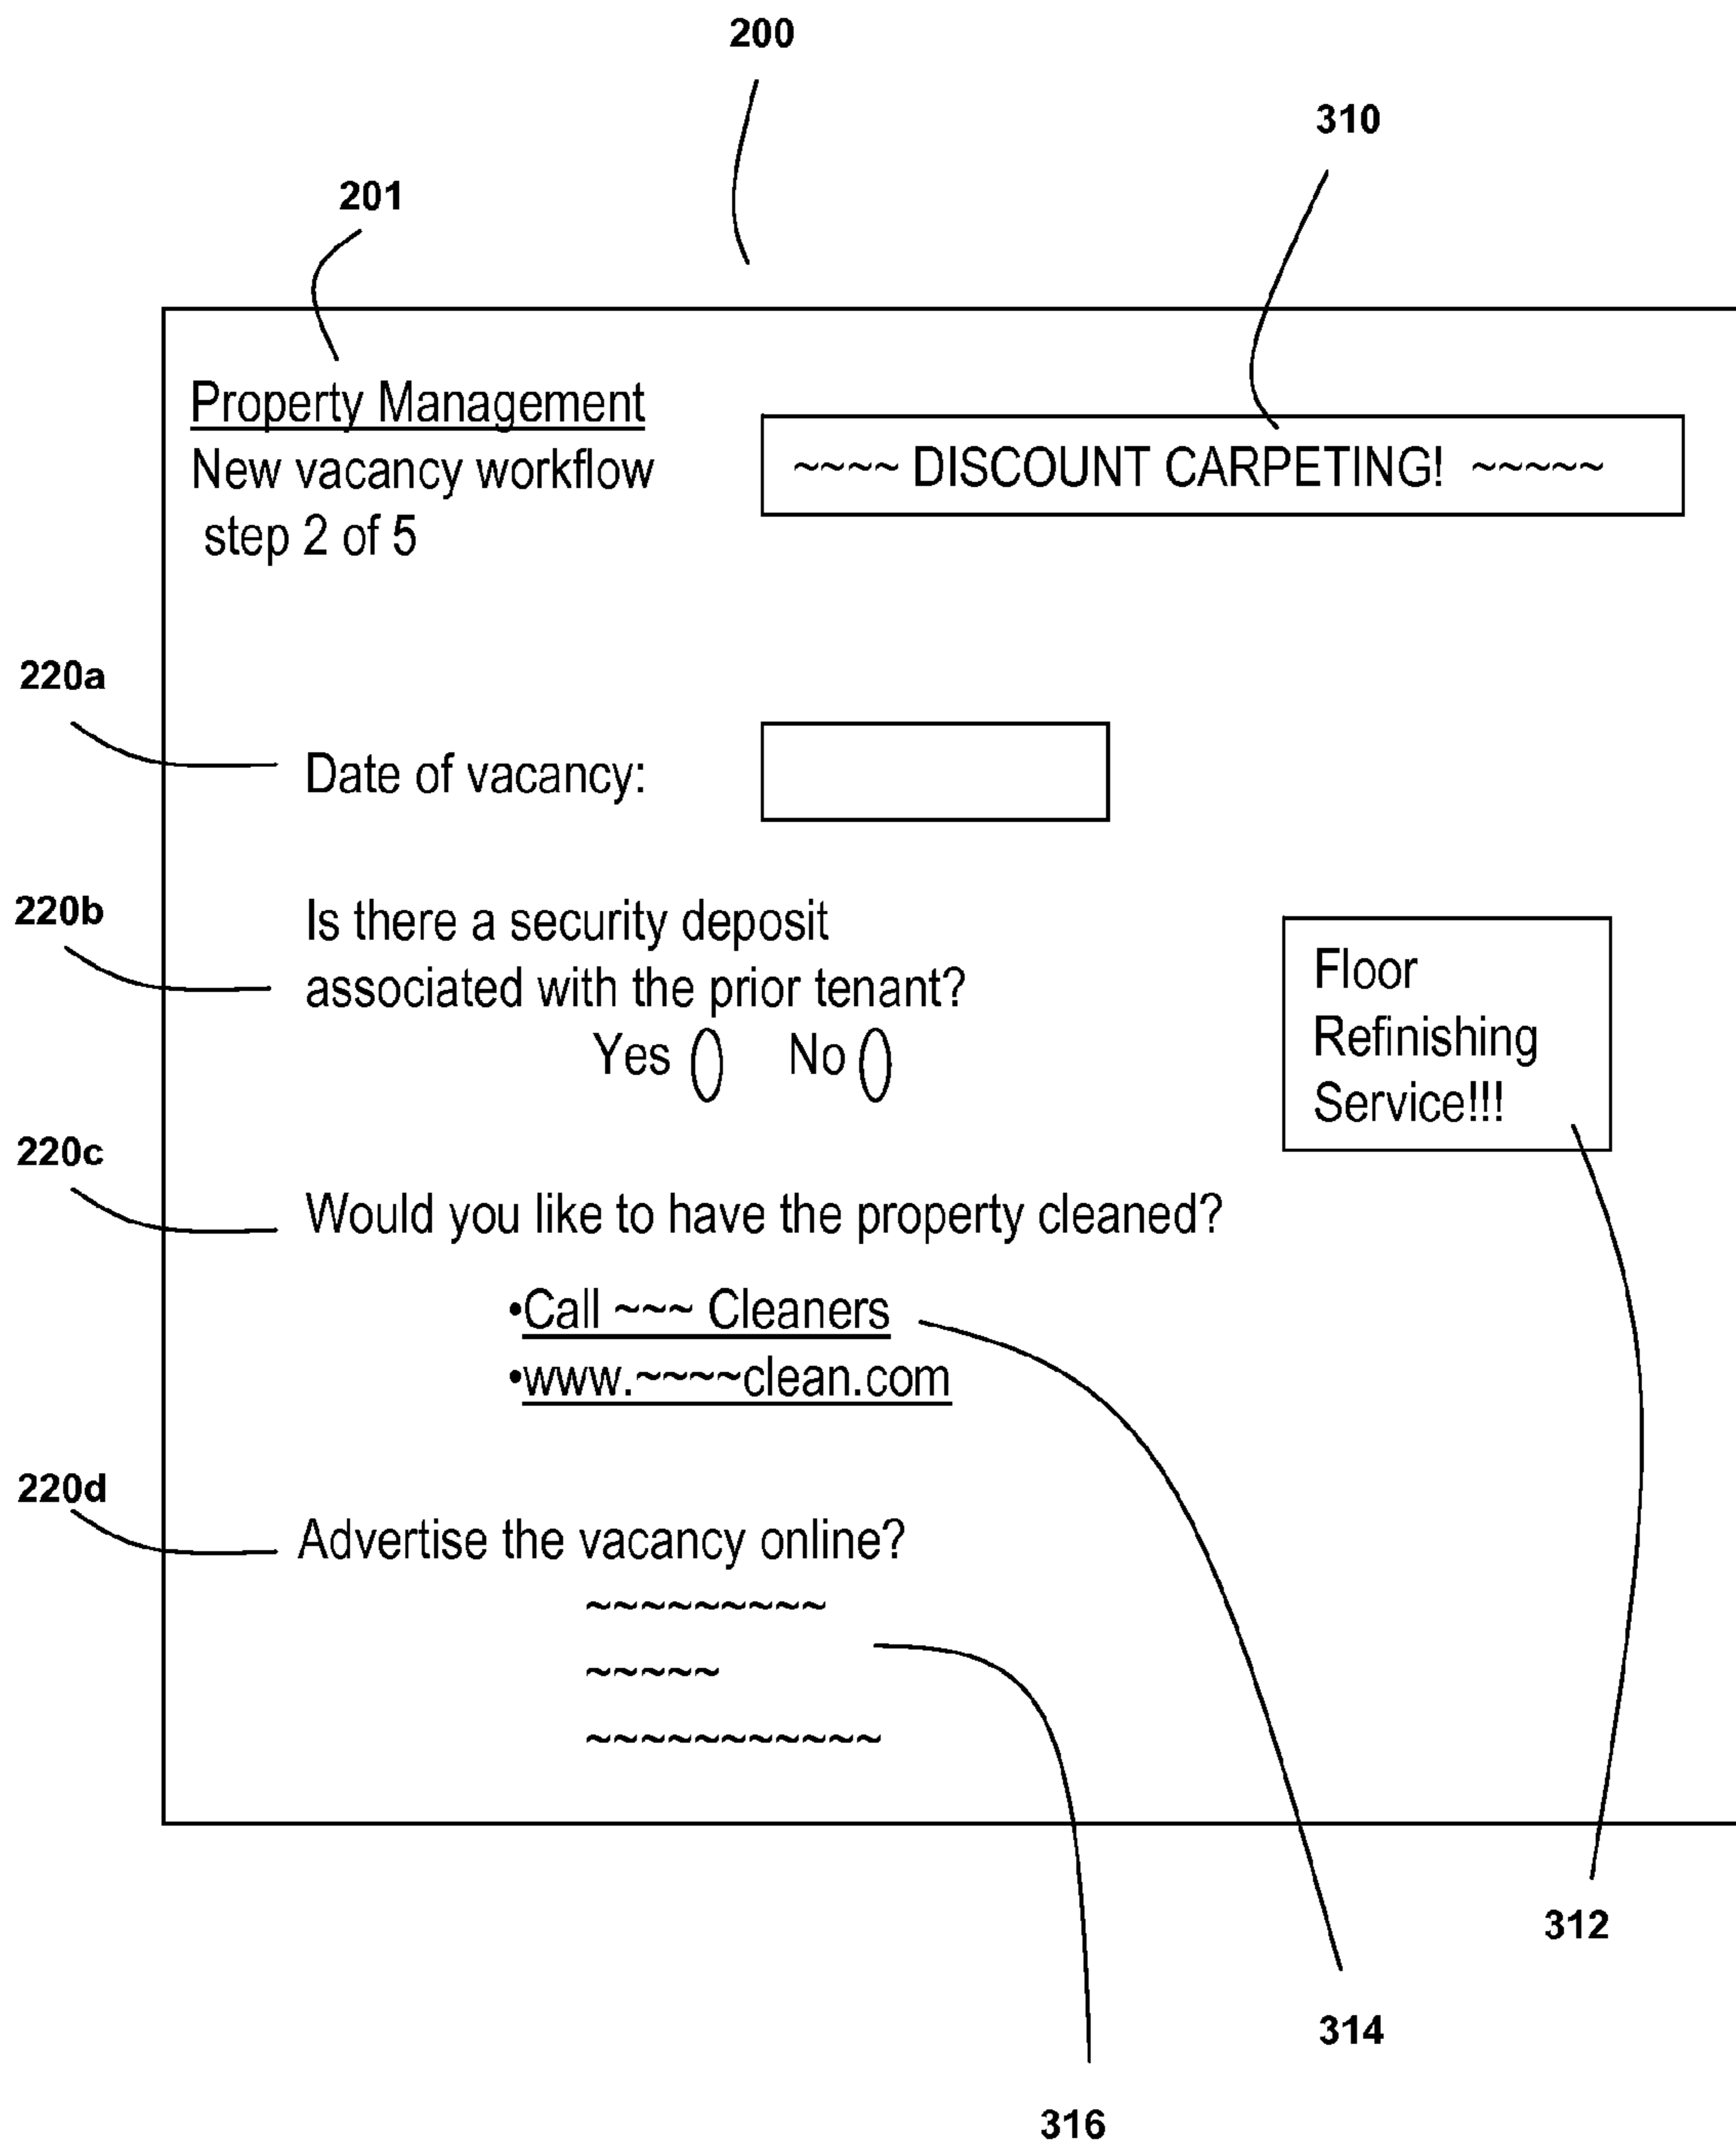 200
310
201
Property Management
New vacancy workflow
step 2 of 5
~~~~ DISCOUNT CARPETING! ~~~~~
220a
Date of vacancy:
220b
Is there a security deposit
associated with the prior tenant?
Yes No
Floor
Refinishing
Service!!!
220c
Would you like to have the property cleaned?
•Call ~~~ Cleaners
•www.~~~~clean.com
220d
Advertise the vacancy online?
~~~~~~~~~
~~~~~
~~~~~~~~~~~
312
314
316